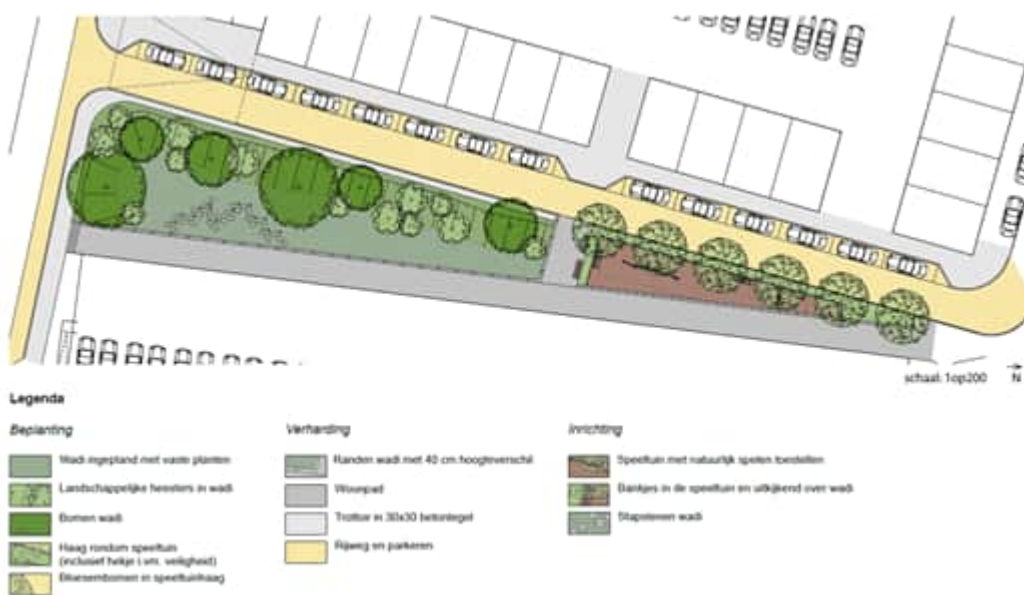 schaal: 1op200
N
Legenda
Beplanting
Wadi ingeplant met vaste planten
Landschappelijke heesters in wadi
Bomen wadi
Haag rondom speeltuin
(inclusief hekje i.vm. veiligheid)
Bloesembomen in speeltuinhaag
Verharding
Randen wadi met 40 cm hoogteverschil
Woonpad
Trottoir in 30x30 betontegel
Rijweg en parkeren
Inrichting
Speeltuin met natuurlijk spelen toestellen
Bankjes in de speeltuin en uitkijkend over wadi
Stapstenen wadi